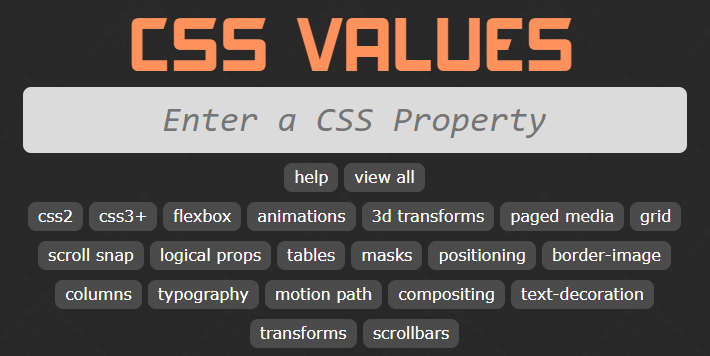 CSS VALUES
Enter a CSS Property
help view all
css2 css3+ flexbox animations 3d transforms paged media grid
scroll snap logical props tables masks positioning border-image
columns typography motion path compositing text-decoration
transforms scrollbars